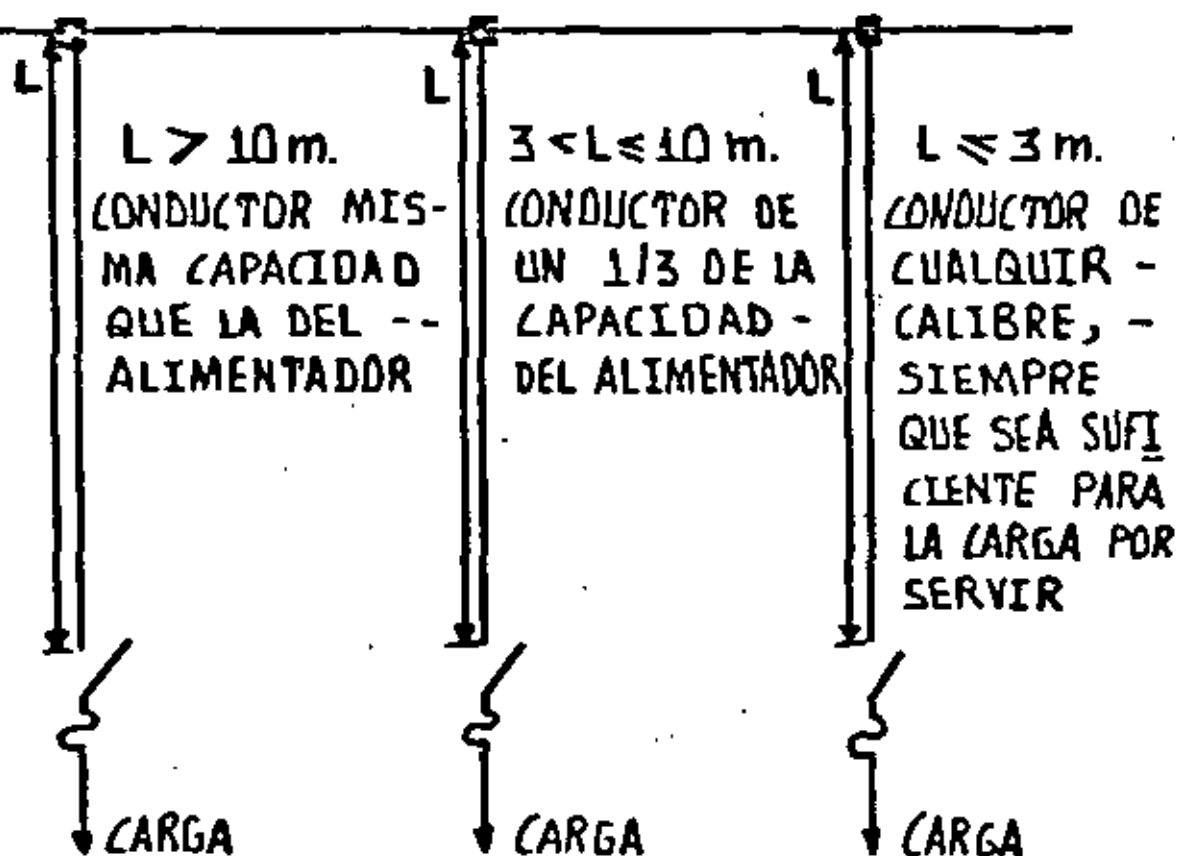 L
L > 10 m.
CONDUCTOR MIS-
MA CAPACIDAD
QUE LA DEL --
ALIMENTADOR
CARGA
L
3 < L ≤ 10 m.
CONDUCTOR DE
UN 1/3 DE LA
CAPACIDAD -
DEL ALIMENTADOR
CARGA
L
L ≤ 3 m.
CONDUCTOR DE
CUALQUIR -
CALIBRE, -
SIEMPRE
QUE SEA SUFI
CIENTE PARA
LA CARGA POR
SERVIR
CARGA